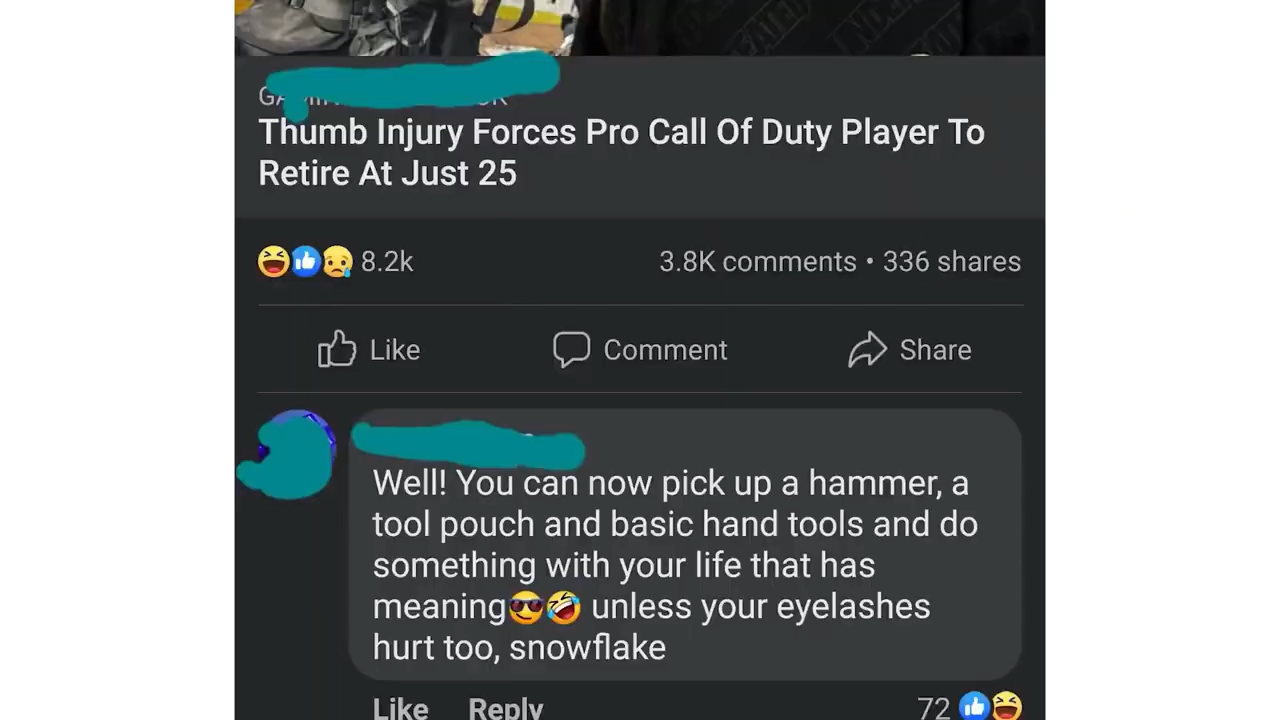 Thumb Injury Forces Pro Call Of Duty Player To
Retire At Just 25
8.2k
3.8K comments • 336 shares
Like
Comment
Share
Well! You can now pick up a hammer, a
tool pouch and basic hand tools and do
something with your life that has
meaning😎🤣 unless your eyelashes
hurt too, snowflake
Like Reply
72